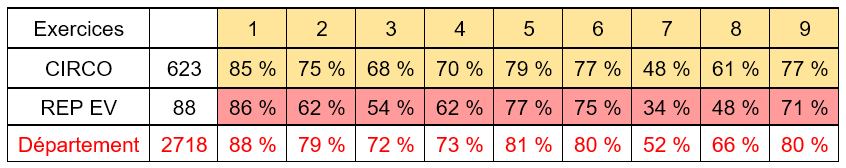 Exercices 1 2 3 4 5 6 7 8 9
CIRCO 623 85 % 75 % 68 % 70 % 79 % 77 % 48 % 61 % 77 %
REP EV 88 86 % 62 % 54 % 62 % 77 % 75 % 34 % 48 % 71 %
Département 2718 88 % 79 % 72 % 73 % 81 % 80 % 52 % 66 % 80 %